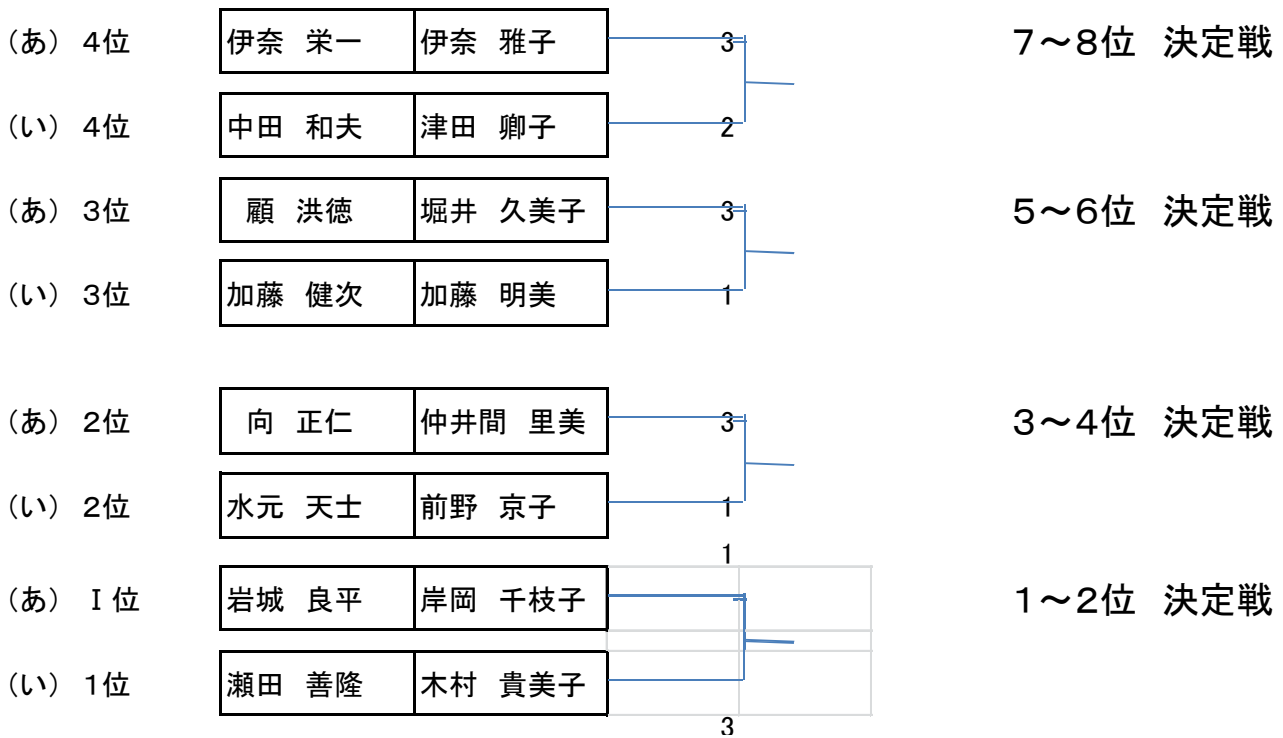 （あ） 4位 伊奈 栄一 伊奈 雅子 3 7～8位 決定戦
（い） 4位 中田 和夫 津田 卿子 2
（あ） 3位 顧 洪徳 堀井 久美子 3 5～6位 決定戦
（い） 3位 加藤 健次 加藤 明美 1
（あ） 2位 向 正仁 仲井間 里美 3 3～4位 決定戦
（い） 2位 水元 天士 前野 京子 1
1
（あ） Ⅰ位 岩城 良平 岸岡 千枝子 1～2位 決定戦
（い） 1位 瀬田 善隆 木村 貴美子
3